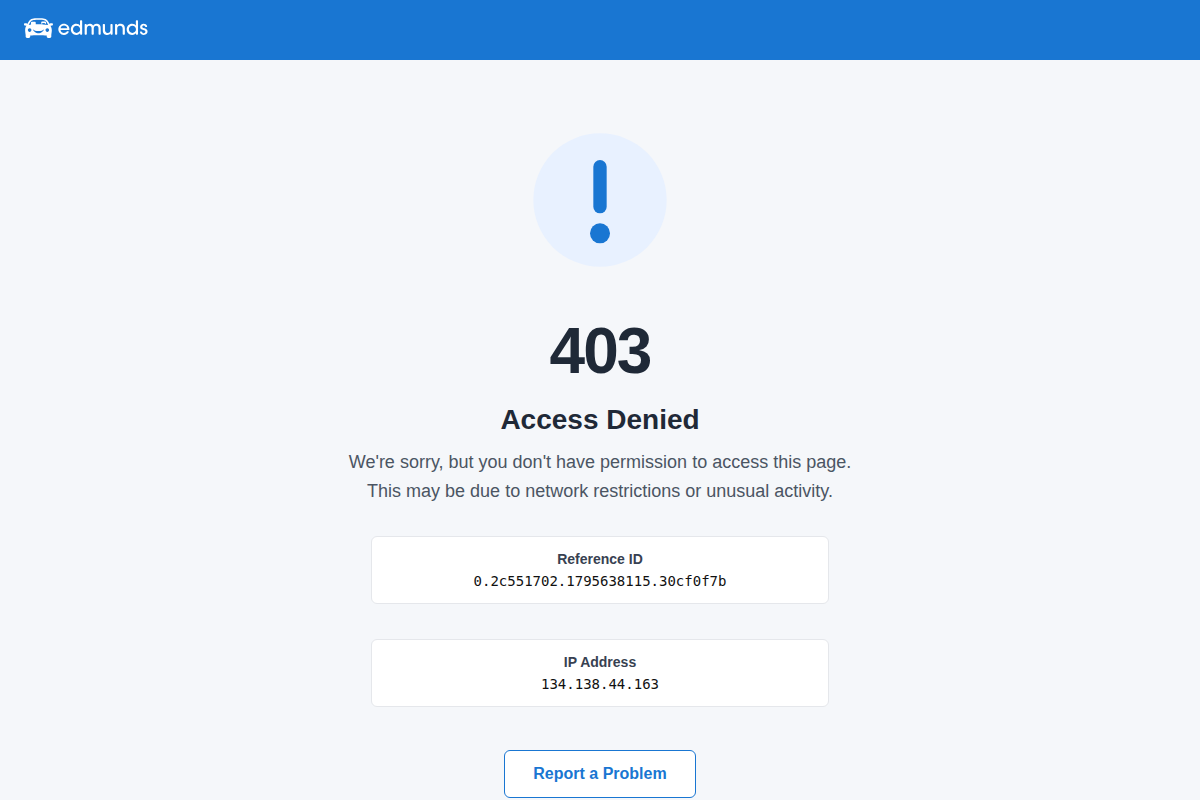 edmunds
403
Access Denied
We're sorry, but you don't have permission to access this page.
This may be due to network restrictions or unusual activity.
Reference ID
0.2c551702.1795638115.30cf0f7b
IP Address
134.138.44.163
Report a Problem